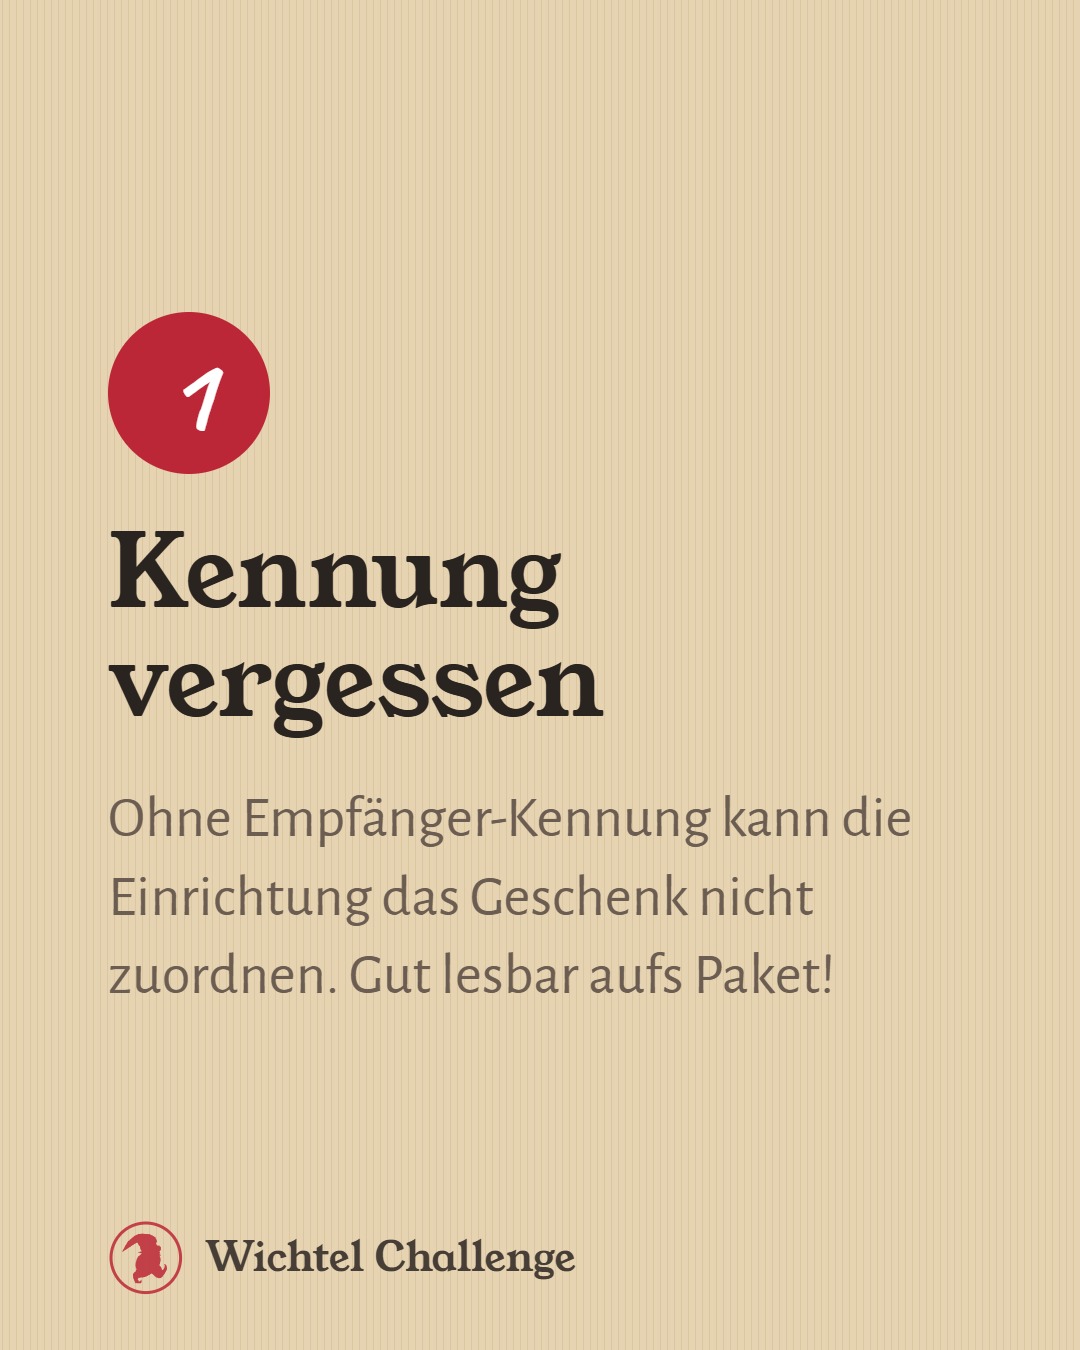 1
Kennung
vergessen
Ohne Empfänger-Kennung kann die
Einrichtung das Geschenk nicht
zuordnen. Gut lesbar aufs Paket!
Wichtel Challenge